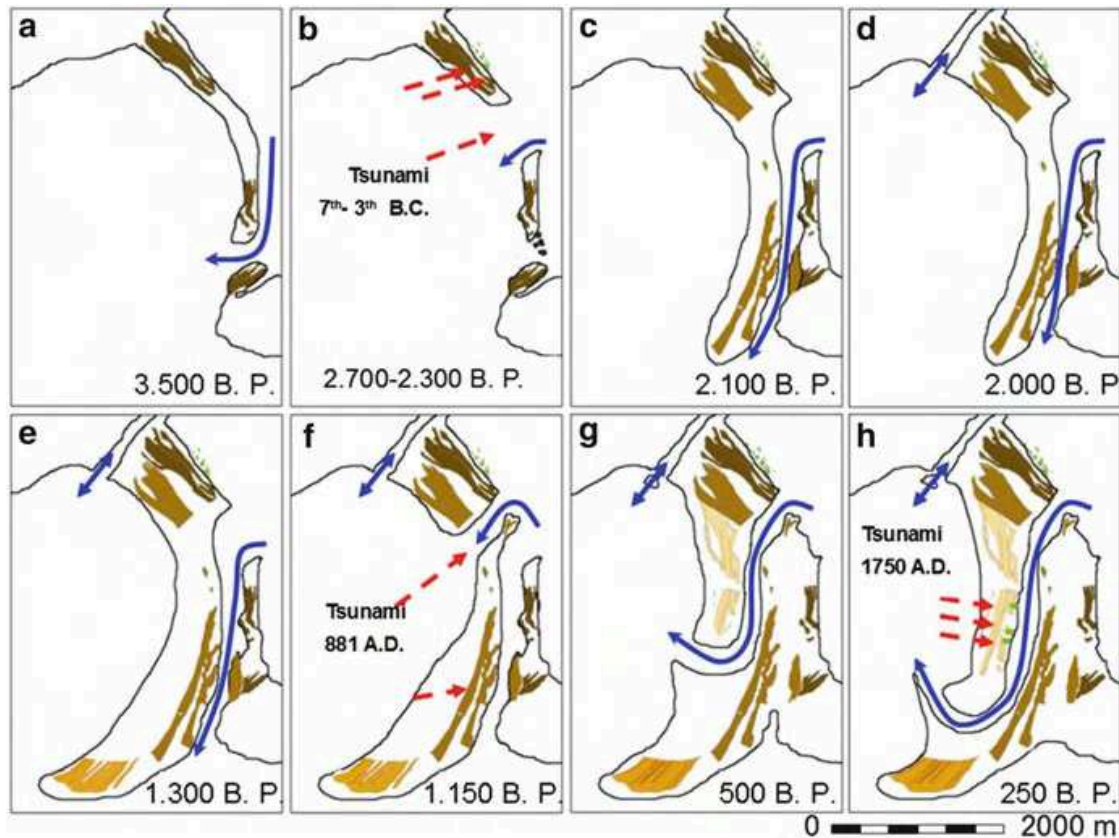 a
b
Tsunami
7th- 3th B.C.
c
d
3.500 B. P.
2.700-2.300 B. P.
2.100 B. P.
2.000 B. P.
e
f
Tsunami
881 A.D.
g
h
Tsunami
1750 A.D.
1.300 B. P.
1.150 B. P.
500 B. P.
250 B. P.
0 2000 m